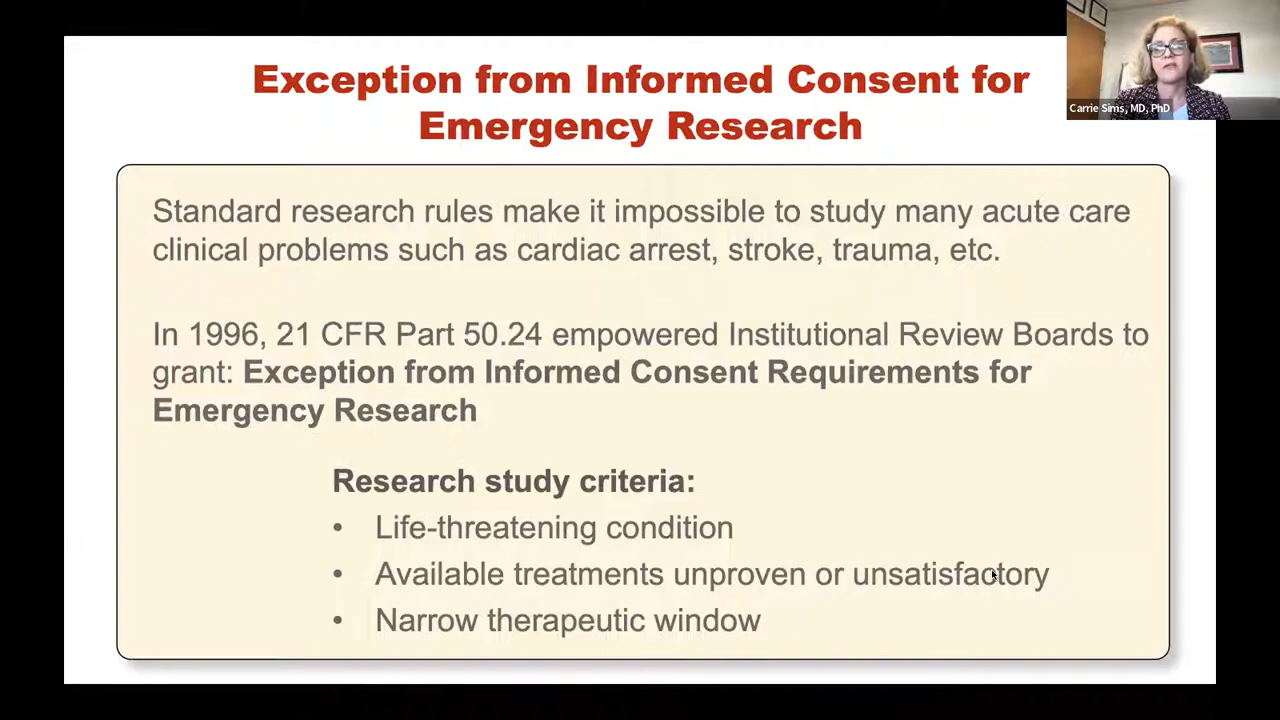 Exception from Informed Consent for
Emergency Research
Carrie Sims, MD, PhD
Standard research rules make it impossible to study many acute care
clinical problems such as cardiac arrest, stroke, trauma, etc.
In 1996, 21 CFR Part 50.24 empowered Institutional Review Boards to
grant: Exception from Informed Consent Requirements for
Emergency Research
Research study criteria:
• Life-threatening condition
• Available treatments unproven or unsatisfactory
• Narrow therapeutic window